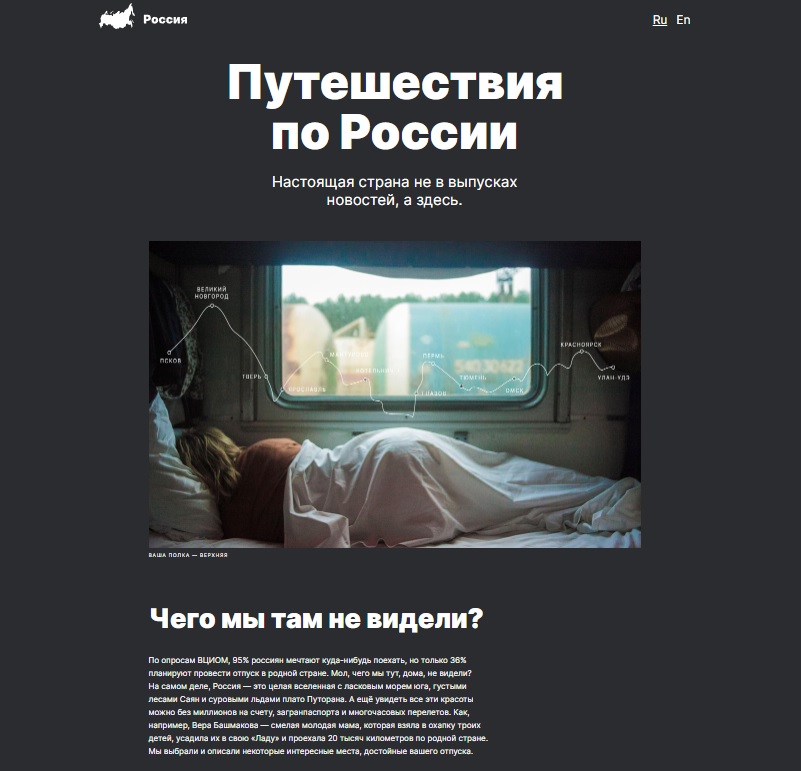 Россия
Ru En
Путешествия
по России
Настоящая страна не в выпусках
новостей, а здесь.
ВЕЛИКИЙ
НОВГОРОД
ПСКОВ
ТВЕРЬ
ЯРОСЛАВЛЬ
ПЕРМЬ
ГЛАЗОВ
ТЮМЕНЬ
ОМСК
КРАСНОЯРСК
УЛАН-УДЭ
ВАША ПОЛКА — ВЕРХНЯЯ
Чего мы там не видели?
По опросам ВЦИОМ, 95% россиян мечтают куда-нибудь поехать, но только 36%
планируют провести отпуск в родной стране. Мол, чего мы тут, дома, не видели?
На самом деле, Россия — это целая вселенная с ласковым морем юга, густыми
лесами Саян и суровыми льдами плато Путорана. А ещё увидеть все эти красоты
можно без миллионов на счету, загранпаспорта и многочасовых перелетов. Как,
например, Вера Башмакова — смелая молодая мама, которая взяла в охапку троих
детей, усадила их в свою «Ладу» и проехала 20 тысяч километров по родной стране.
Мы выбрали и описали некоторые интересные места, достойные вашего отпуска.